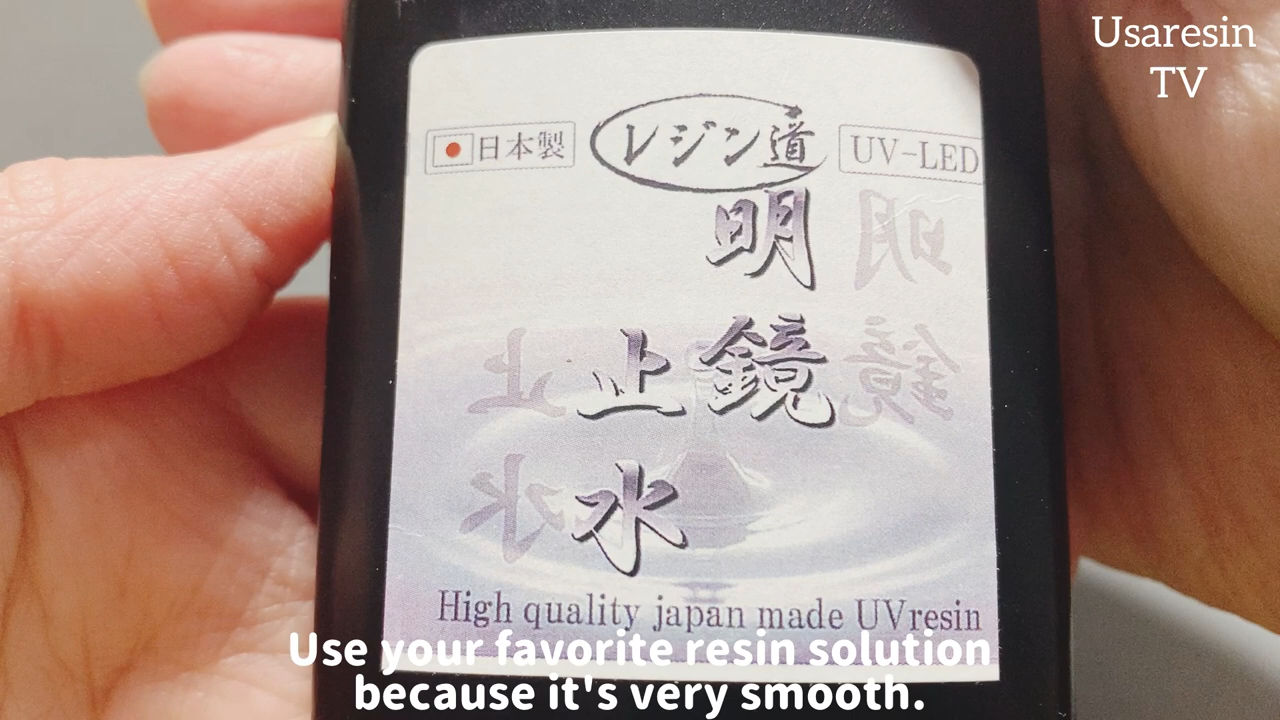 Usaresin
TV
日本製
レジン道
UV-LED
明鏡
止水
High quality japan made UVresin
Use your favorite resin solution
because it's very smooth.